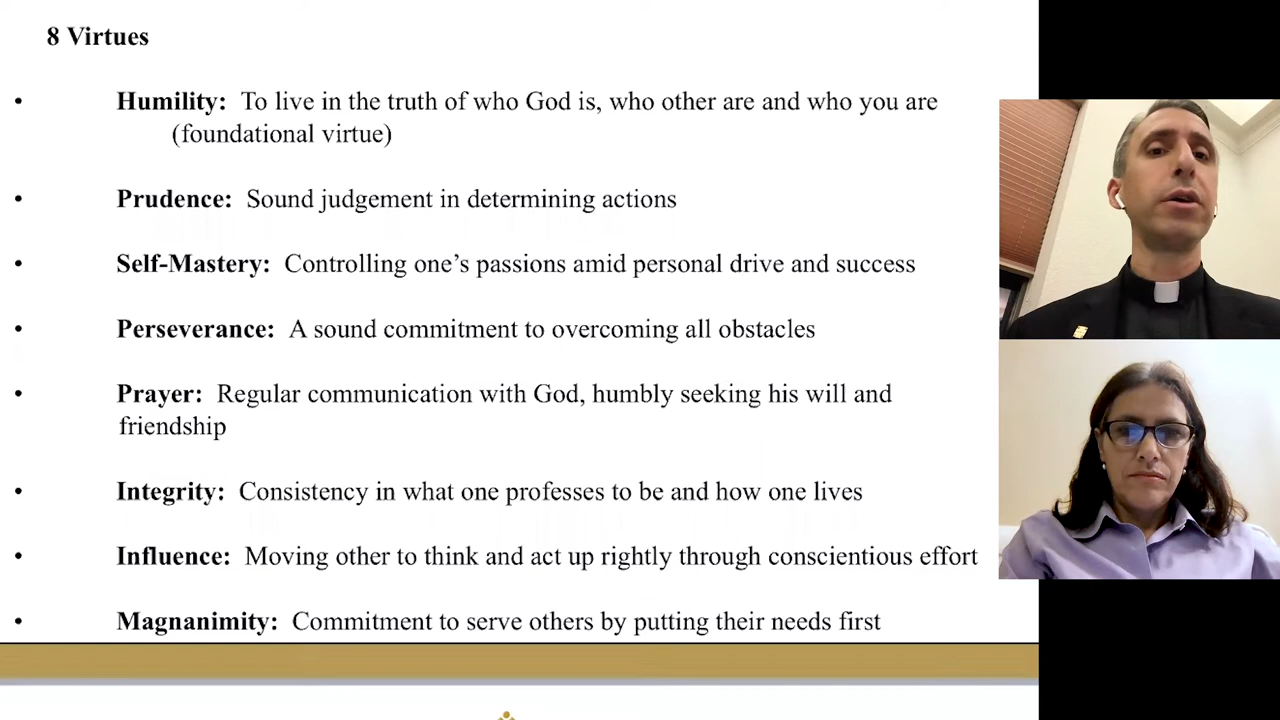 8 Virtues
• Humility: To live in the truth of who God is, who other are and who you are
(foundational virtue)
• Prudence: Sound judgement in determining actions
• Self-Mastery: Controlling one’s passions amid personal drive and success
• Perseverance: A sound commitment to overcoming all obstacles
• Prayer: Regular communication with God, humbly seeking his will and
friendship
• Integrity: Consistency in what one professes to be and how one lives
• Influence: Moving other to think and act up rightly through conscientious effort
• Magnanimity: Commitment to serve others by putting their needs first